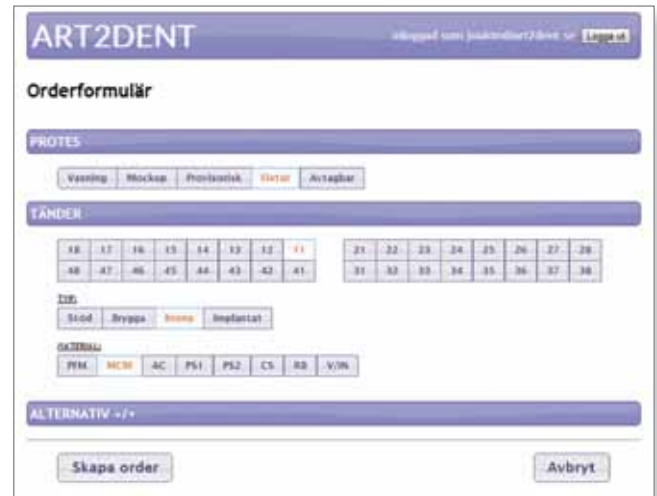 ART2DENT
inloggad som Logga ut
Orderformulär
PROTES
Vaxning Mockup Provisorisk Avtagbar
TÄNDER
18 17 16 15 14 13 12 11 21 22 23 24 25 26 27 28
48 47 46 45 44 43 42 41 31 32 33 34 35 36 37 38
TYP:
Stöd Brygga Krona Implantat
MATERIAL:
PFM AC PS1 PS2 CS V/IN
ALTERNATIV +/-
Skapa order Avbryt